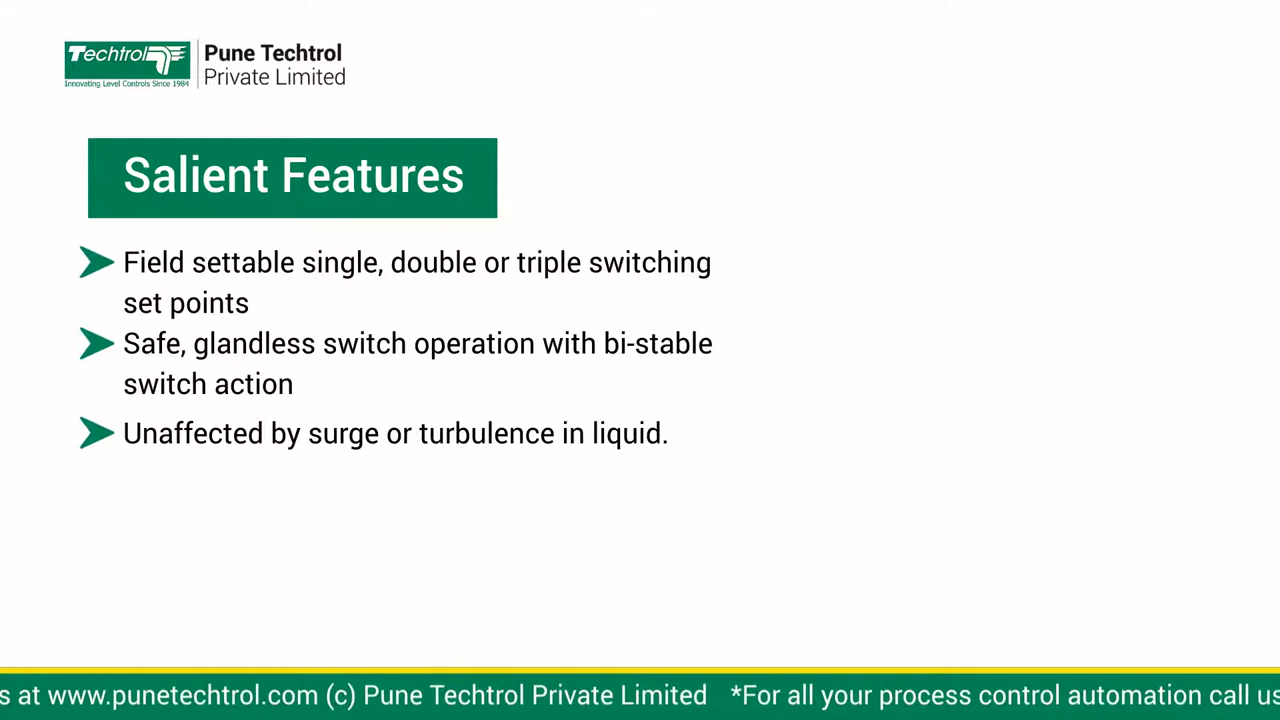 Techtrol
Innovating Level Controls Since 1984
Pune Techtrol
Private Limited
Salient Features
Field settable single, double or triple switching
set points
Safe, glandless switch operation with bi-stable
switch action
Unaffected by surge or turbulence in liquid.
s at www.punetechtrol.com (c) Pune Techtrol Private Limited *For all your process control automation call us